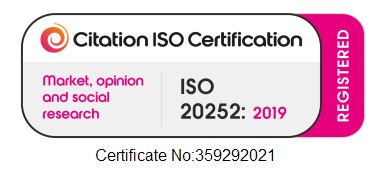 Citation ISO Certification
Market, opinion
and social
research
ISO
20252: 2019
REGISTERED
Certificate No:359292021